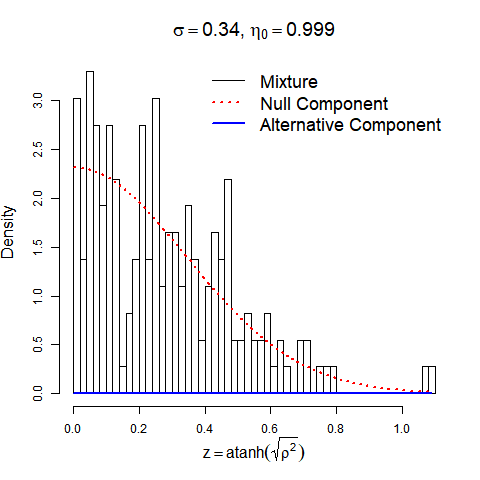 σ = 0.34, η₀ = 0.999
Mixture
Null Component
Alternative Component
Density
3.0
2.5
2.0
1.5
1.0
0.5
0.0
0.0 0.2 0.4 0.6 0.8 1.0
z = atanh(√ρ²)